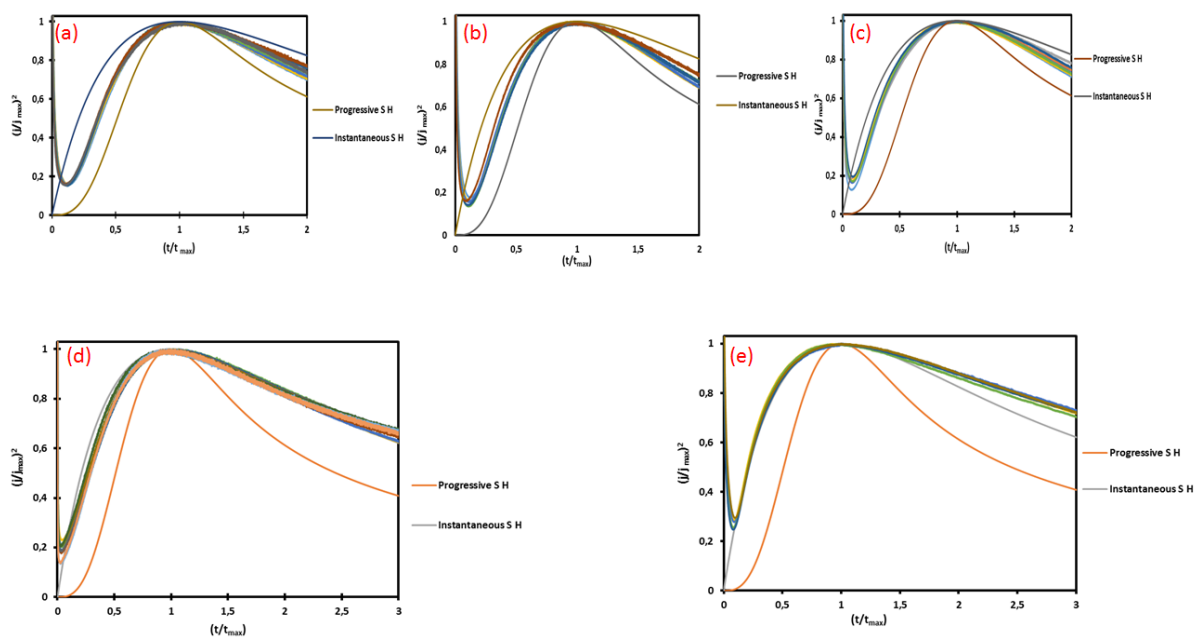 (a)
1
0,8
0,6
0,4
0,2
0
0
0,5
1
1,5
2
(j/j max)²
(t/t max)
Progressive S H
Instantaneous S H
(b)
1
0,8
0,6
0,4
0,2
0
0
0,5
1
1,5
2
(j/j max)²
(t/tmax)
Progressive S H
Instantaneous S H
(c)
1
0,8
0,6
0,4
0,2
0
0
0,5
1
1,5
2
(j/j max)²
(t/tmax)
Progressive S H
Instantaneous S H
(d)
1
0,8
0,6
0,4
0,2
0
0
0,5
1
1,5
2
2,5
3
(j/jmax)²
(t/tmax)
Progressive S H
Instantaneous S H
(e)
1
0,8
0,6
0,4
0,2
0
0
0,5
1
1,5
2
2,5
3
(j/j max)²
(t/tmax)
Progressive S H
Instantaneous S H